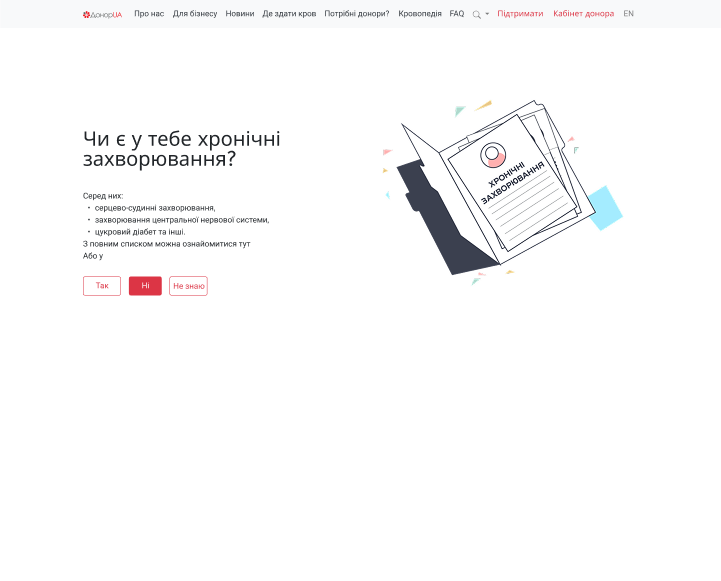 ДонорUA Про нас Для бізнесу Новини Де здати кров Потрібні донори? Кровопедія FAQ Підтримати Кабінет донора EN
Чи є у тебе хронічні
захворювання?
Серед них:
• серцево-судинні захворювання,
• захворювання центральної нервової системи,
• цукровий діабет та інші.
З повним списком можна ознайомитися тут
Або у
Так Ні Не знаю
ХРОНІЧНІ
ЗАХВОРЮВАННЯ